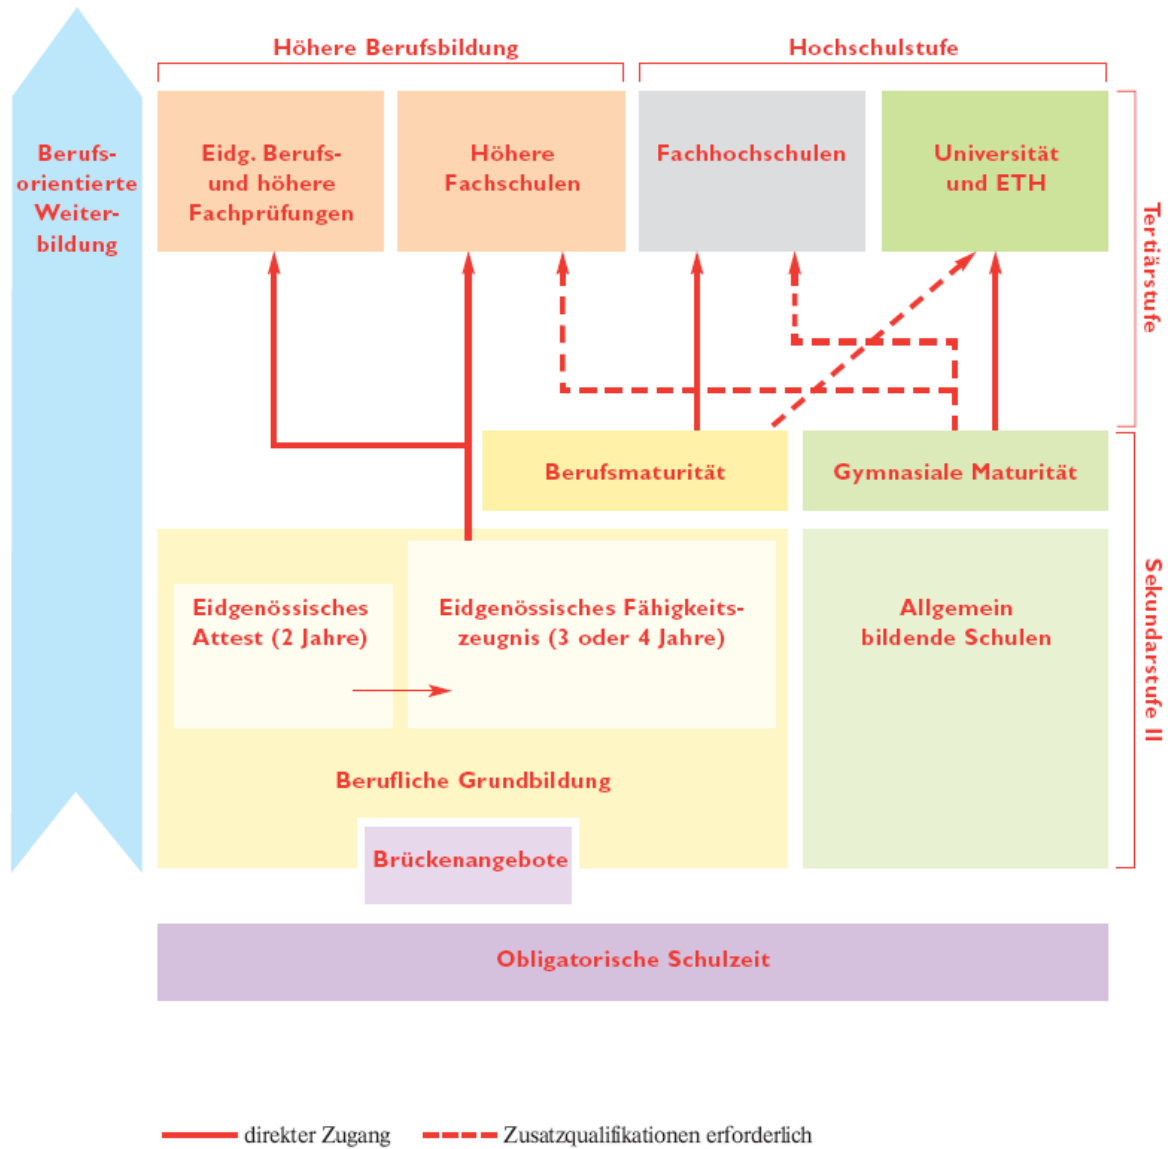 Höhere Berufsbildung
Hochschulstufe
Berufs-
orientierte
Weiter-
bildung
Eidg. Berufs-
und höhere
Fachprüfungen
Höhere
Fachschulen
Fachhochschulen
Universität
und ETH
Tertiärstufe
Berufsmaturität
Gymnasiale Maturität
Eidgenössisches
Attest (2 Jahre)
Eidgenössisches Fähigkeits-
zeugnis (3 oder 4 Jahre)
Allgemein
bildende Schulen
Sekundarstufe II
Berufliche Grundbildung
Brückenangebote
Obligatorische Schulzeit
direkter Zugang
Zusatzqualifikationen erforderlich